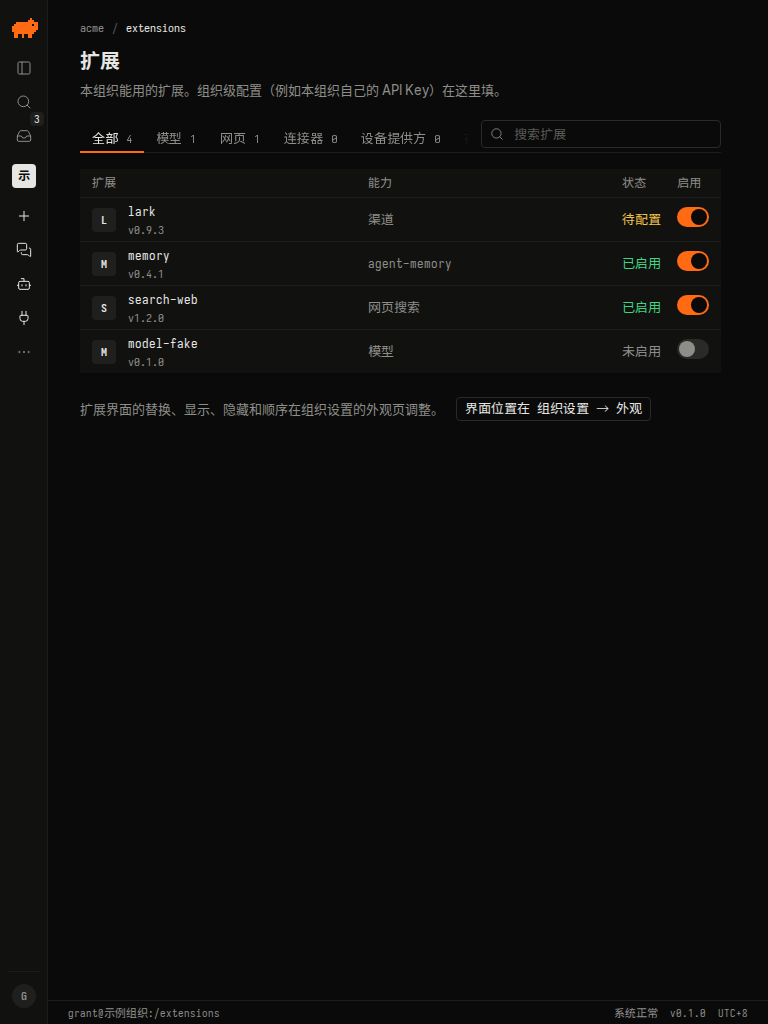 acme / extensions
扩展
本组织能用的扩展。组织级配置（例如本组织自己的 API Key）在这里填。
3
全部 4 模型 1 网页 1 连接器 0 设备提供方 0 搜索扩展
示
扩展 能力 状态 启用
L lark 渠道 待配置
v0.9.3
M memory agent-memory 已启用
v0.4.1
S search-web 网页搜索 已启用
v1.2.0
M model-fake 模型 未启用
v0.1.0
扩展界面的替换、显示、隐藏和顺序在组织设置的外观页调整。 界面位置在 组织设置 → 外观
G
grant@示例组织:/extensions 系统正常 v0.1.0 UTC+8